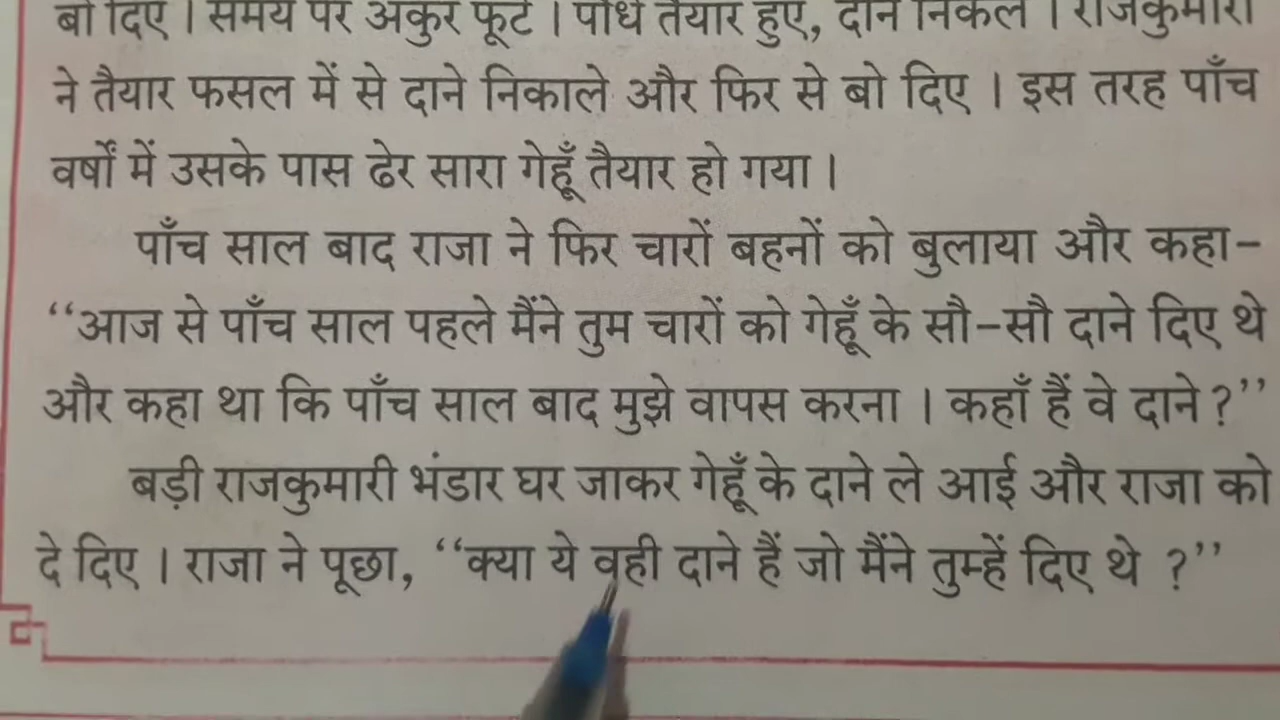 बो दिए । समय पर अंकुर फूटे । पौधे तैयार हुए, दाने निकले । राजकुमारी
ने तैयार फसल में से दाने निकाले और फिर से बो दिए । इस तरह पाँच
वर्षों में उसके पास ढेर सारा गेहूँ तैयार हो गया ।
पाँच साल बाद राजा ने फिर चारों बहनों को बुलाया और कहा–
‘‘आज से पाँच साल पहले मैंने तुम चारों को गेहूँ के सौ–सौ दाने दिए थे
और कहा था कि पाँच साल बाद मुझे वापस करना । कहाँ हैं वे दाने ?’’
बड़ी राजकुमारी भंडार घर जाकर गेहूँ के दाने ले आई और राजा को
दे दिए । राजा ने पूछा, ‘‘क्या ये वही दाने हैं जो मैंने तुम्हें दिए थे ?’’